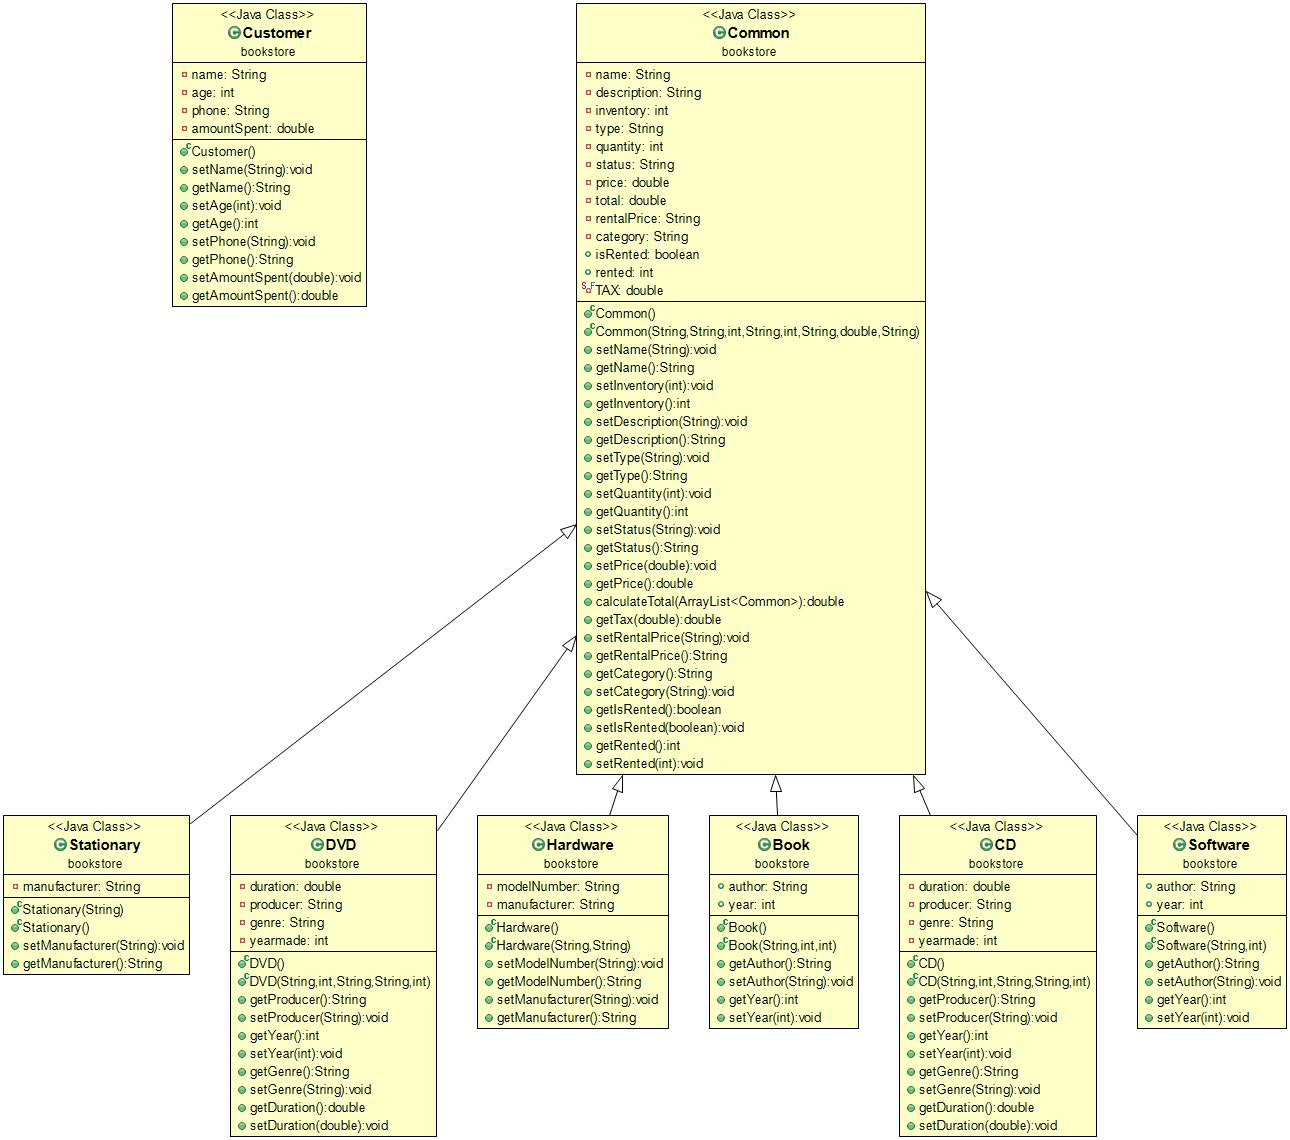 <<Java Class>>
Customer
bookstore
name: String
age: int
phone: String
amountSpent: double
Customer()
setName(String):void
getName():String
setAge(int):void
getAge():int
setPhone(String):void
getPhone():String
setAmountSpent(double):void
getAmountSpent():double
<<Java Class>>
Common
bookstore
name: String
description: String
inventory: int
type: String
quantity: int
status: String
price: double
total: double
rentalPrice: String
category: String
isRented: boolean
rented: int
TAX: double
Common()
Common(String,String,int,String,int,String,double,String)
setName(String):void
getName():String
setInventory(int):void
getInventory():int
setDescription(String):void
getDescription():String
setType(String):void
getType():String
setQuantity(int):void
getQuantity():int
setStatus(String):void
getStatus():String
setPrice(double):void
getPrice():double
calculateTotal(ArrayList<Common>):double
getTax(double):double
setRentalPrice(String):void
getRentalPrice():String
getCategory():String
setCategory(String):void
getIsRented():boolean
setIsRented(boolean):void
getRented():int
setRented(int):void
<<Java Class>>
Stationary
bookstore
manufacturer: String
Stationary(String)
Stationary()
setManufacturer(String):void
getManufacturer():String
<<Java Class>>
DVD
bookstore
duration: double
producer: String
genre: String
yearmade: int
DVD()
DVD(String,int,String,String,int)
getProducer():String
setProducer(String):void
getYear():int
setYear(int):void
getGenre():String
setGenre(String):void
getDuration():double
setDuration(double):void
<<Java Class>>
Hardware
bookstore
modelNumber: String
manufacturer: String
Hardware()
Hardware(String,String)
setModelNumber(String):void
getModelNumber():String
setManufacturer(String):void
getManufacturer():String
<<Java Class>>
Book
bookstore
author: String
year: int
Book()
Book(String,int,int)
getAuthor():String
setAuthor(String):void
getYear():int
setYear(int):void
<<Java Class>>
CD
bookstore
duration: double
producer: String
genre: String
yearmade: int
CD()
CD(String,int,String,String,int)
getProducer():String
setProducer(String):void
getYear():int
setYear(int):void
getGenre():String
setGenre(String):void
getDuration():double
setDuration(double):void
<<Java Class>>
Software
bookstore
author: String
year: int
Software()
Software(String,int)
getAuthor():String
setAuthor(String):void
getYear():int
setYear(int):void